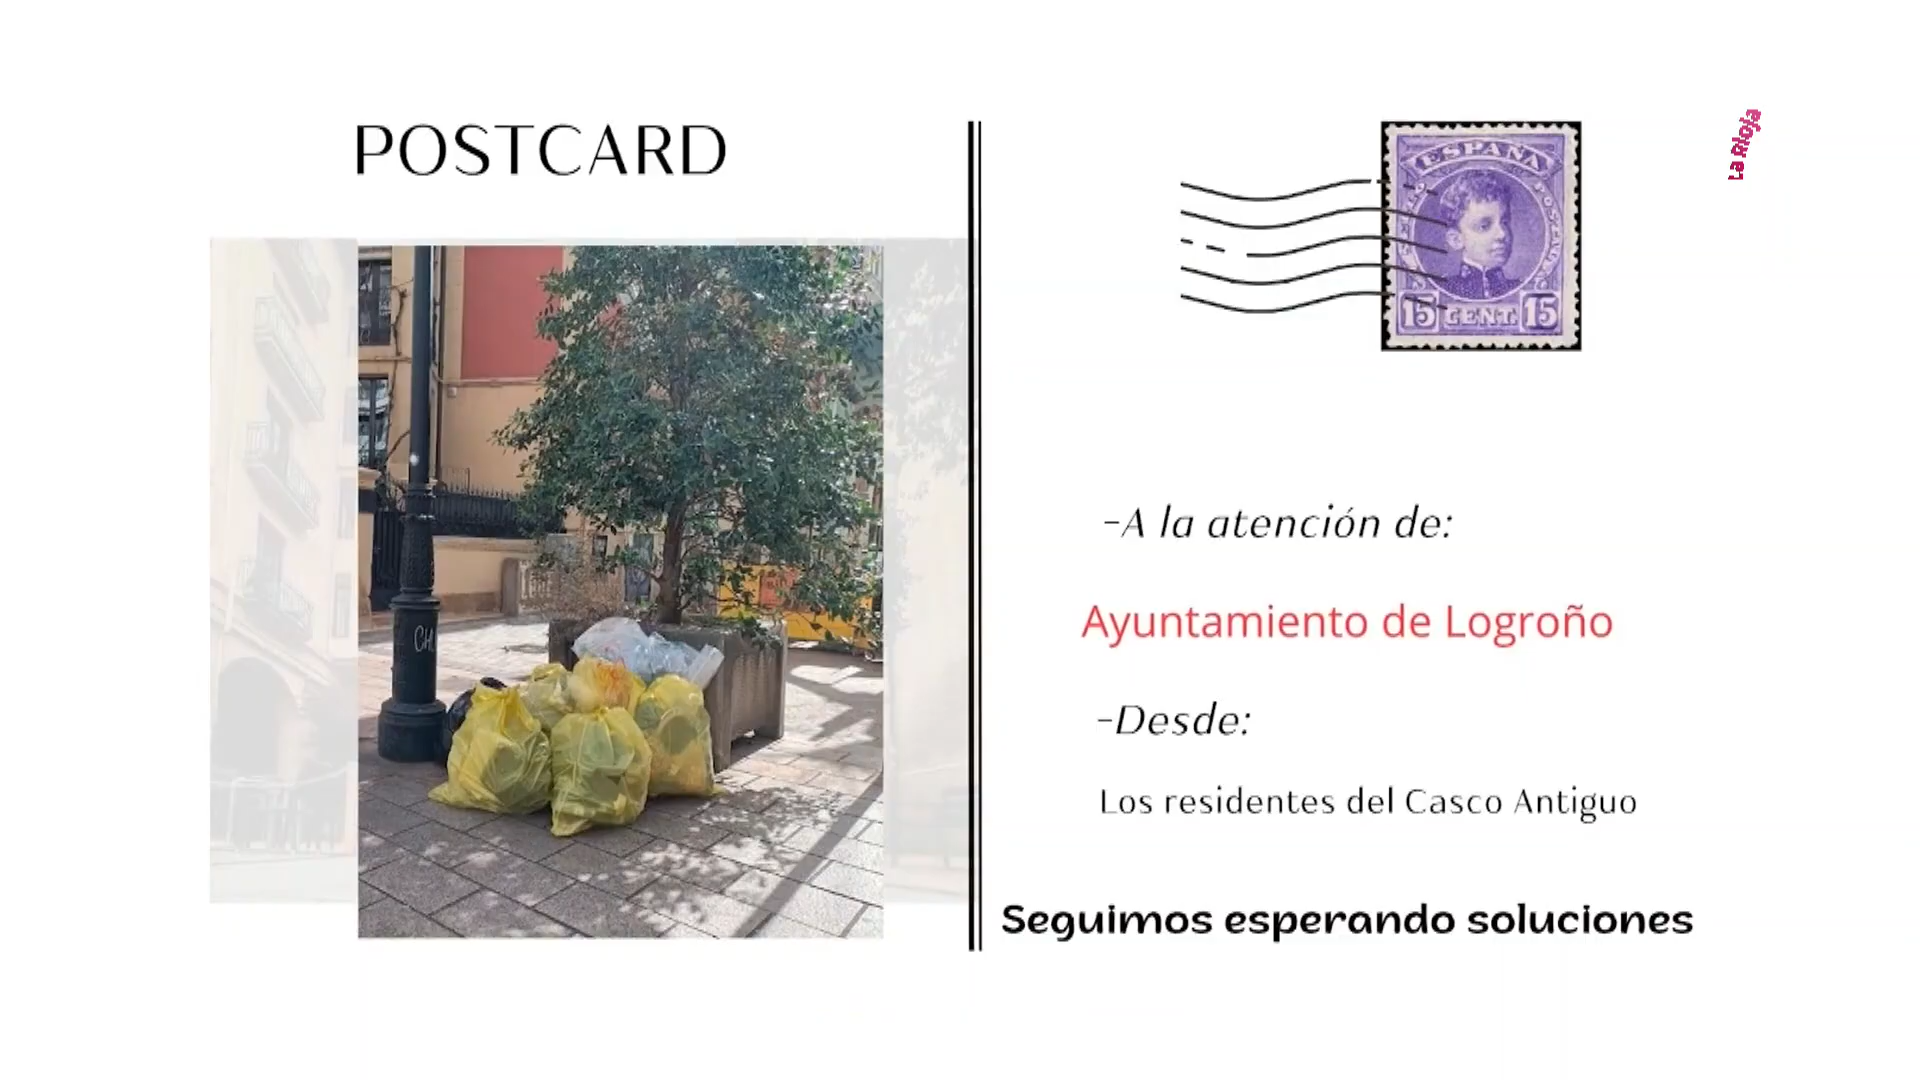 POSTCARD
La Rioja
ESPAÑA
15 CENT. 15
CH
-A la atención de:
Ayuntamiento de Logroño
-Desde:
Los residentes del Casco Antiguo
Seguimos esperando soluciones